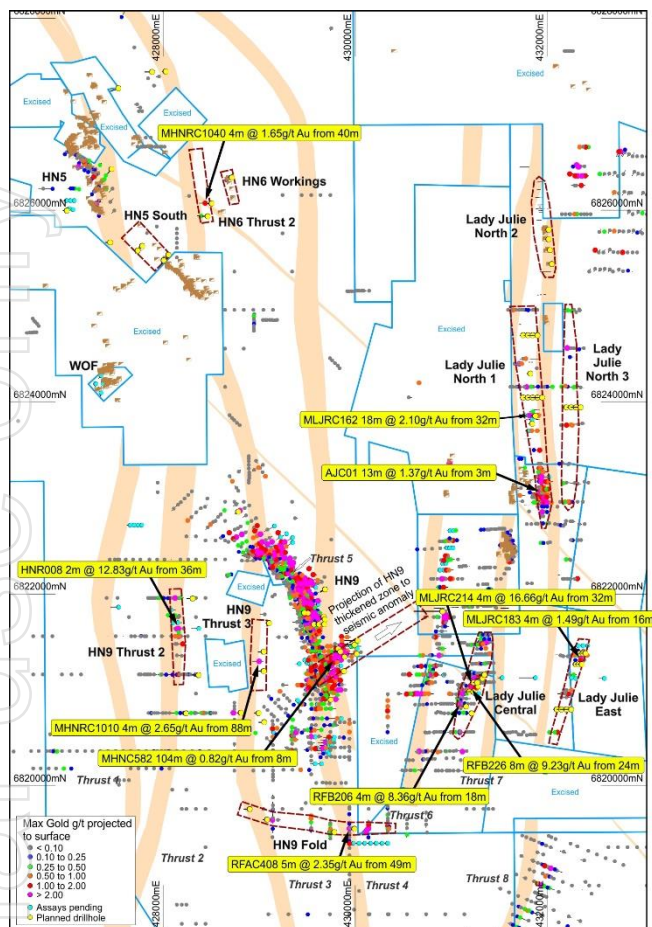 6828000mN
428000mE
430000mE
432000mE
6828000mN
Excised
Excised
Excised
MHNRC1040 4m @ 1.65g/t Au from 40m
HN5
HN6 Workings
6826000mN
HN5 South
HN6 Thrust 2
Lady Julie
North 2
6826000mN
Excised
Excised
WOF
Lady Julie
North 1
Lady
Julie
North 3
6824000mN
6824000mN
MLJRC162 18m @ 2.10g/t Au from 32m
AJC01 13m @ 1.37g/t Au from 3m
Thrust 5
HNR008 2m @ 12.83g/t Au from 36m
Excised
HN9
6822000mN
6822000mN
Projection of HN9
thickened zone to
seismic anomaly
MLJRC214 4m @ 16.66g/t Au from 32m
HN9
Thrust 3
MLJRC183 4m @ 1.49g/t Au from 16m
HN9 Thrust 2
Excised
Lady Julie
Central
Lady Julie
East
MHNRC1010 4m @ 2.65g/t Au from 88m
MHNC582 104m @ 0.82g/t Au from 8m
Excised
RFB226 8m @ 9.23g/t Au from 24m
Thrust 1
6820000mN
Thrust 7
6820000mN
Excised
RFB206 4m @ 8.36g/t Au from 18m
Thrust 6
HN9 Fold
Thrust 2
RFAC408 5m @ 2.35g/t Au from 49m
Thrust 3
Thrust 4
Thrust 8
Max Gold g/t projected
to surface
< 0.10
0.10 to 0.25
0.25 to 0.50
0.50 to 1.00
1.00 to 2.00
> 2.00
Assays pending
Planned drillhole
428000mE
430000mE
432000mE